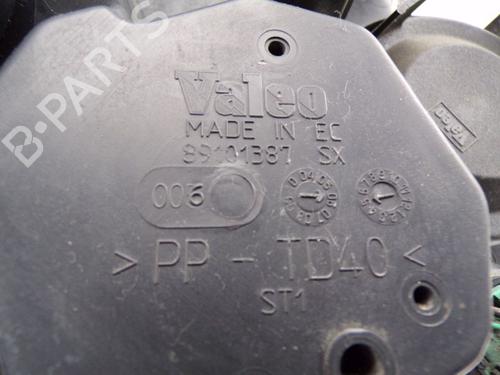 Valeo
MADE IN EC
89101387 SX
006
> PP - TD40 <
ST1
B-PARTS